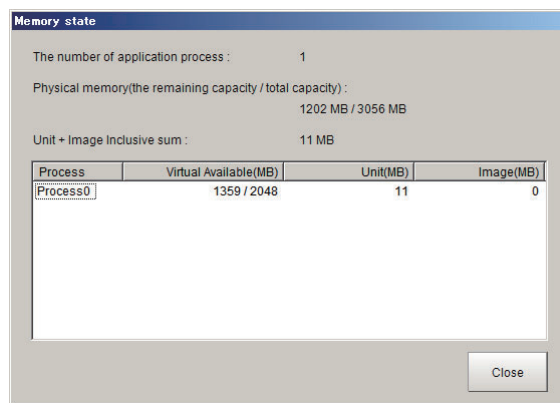 Memory state
The number of application process : 1
Physical memory(the remaining capacity / total capacity) :
1202 MB / 3056 MB
Unit + Image Inclusive sum : 11 MB
Process Virtual Available(MB) Unit(MB) Image(MB)
Process0 1359 / 2048 11 0
Close